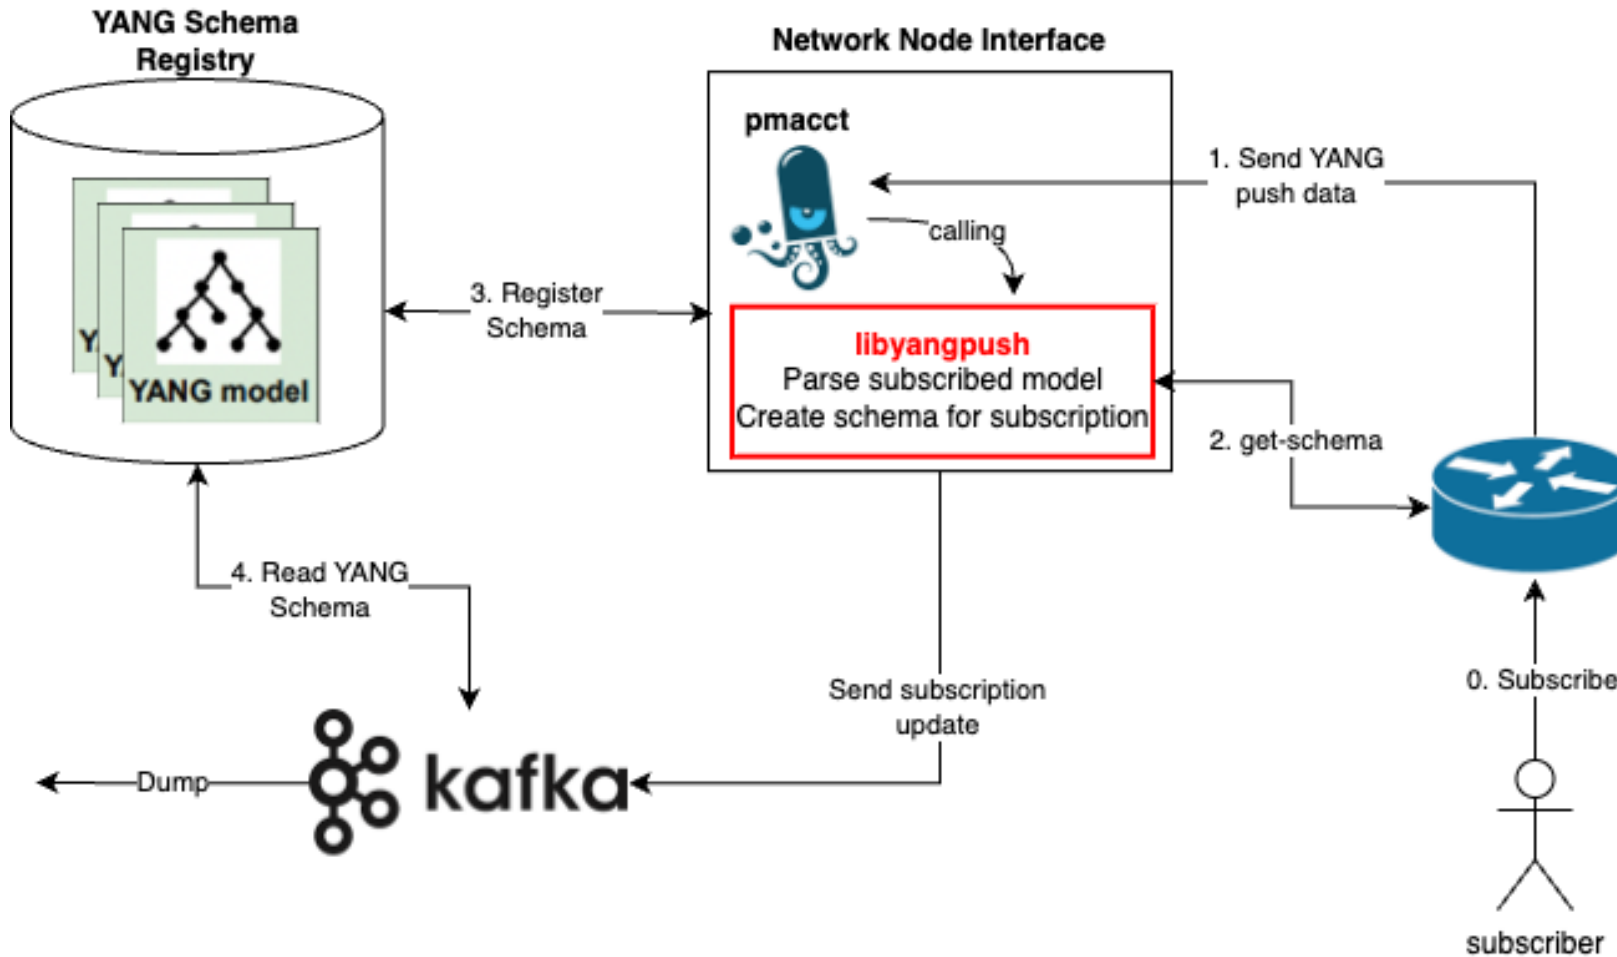 YANG Schema
Registry
Network Node Interface
pmacct
1. Send YANG
push data
calling
3. Register
Schema
libyangpush
Parse subscribed model
Create schema for subscription
Y
Y
YANG model
2. get-schema
4. Read YANG
Schema
Send subscription
update
0. Subscribe
Dump
kafka
subscriber